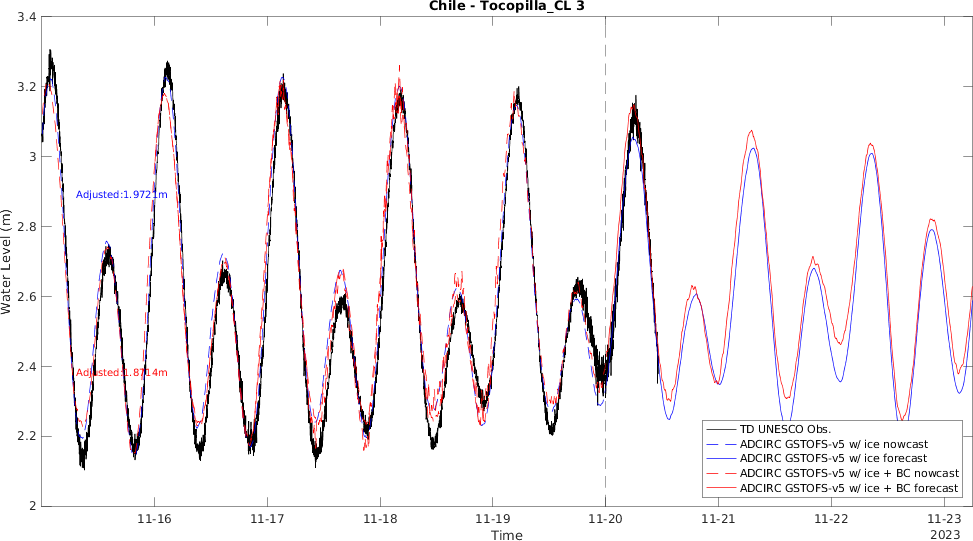 Chile - Tocopilla_CL 3
3.4
3.2
3
2.8
2.6
2.4
2.2
2
Water Level (m)
Adjusted:1.9721m
Adjusted:1.8714m
TD UNESCO Obs.
ADCIRC GSTOFS-v5 w/ ice nowcast
ADCIRC GSTOFS-v5 w/ ice forecast
ADCIRC GSTOFS-v5 w/ ice + BC nowcast
ADCIRC GSTOFS-v5 w/ ice + BC forecast
11-16 11-17 11-18 11-19 11-20 11-21 11-22 11-23
Time
2023